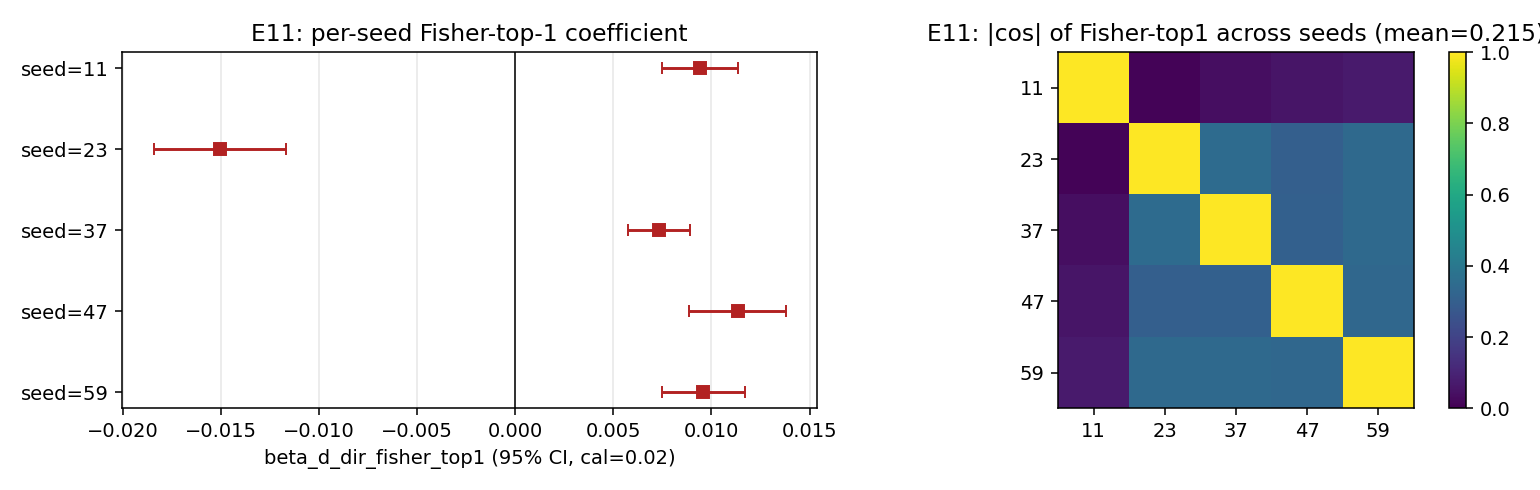 E11: per-seed Fisher-top-1 coefficient
seed=11
seed=23
seed=37
seed=47
seed=59
−0.020 −0.015 −0.010 −0.005 0.000 0.005 0.010 0.015
beta_d_dir_fisher_top1 (95% CI, cal=0.02)
E11: |cos| of Fisher-top1 across seeds (mean=0.215)
11
23
37
47
59
11 23 37 47 59
1.0
0.8
0.6
0.4
0.2
0.0